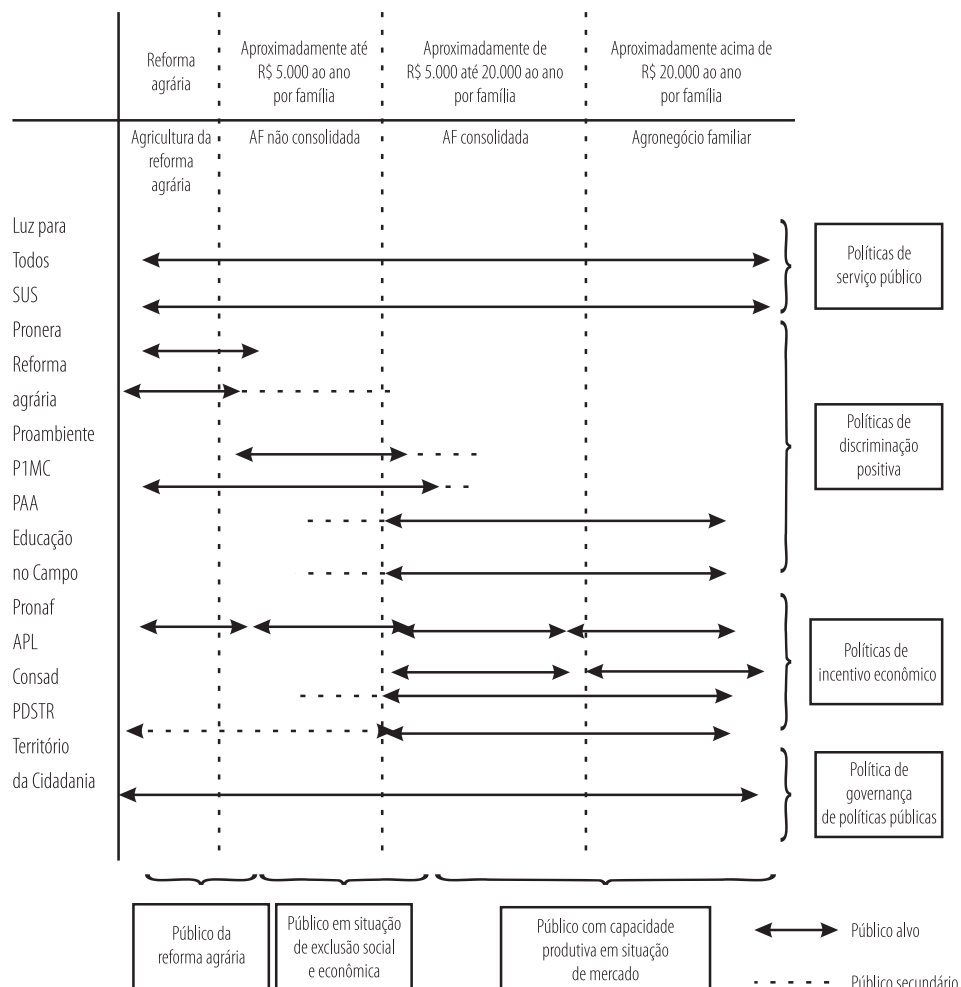 Reforma
agrária
Aproximadamente até
R$ 5.000 ao ano
por família
Aproximadamente de
R$ 5.000 até 20.000 ao ano
por família
Aproximadamente acima de
R$ 20.000 ao ano
por família
Agricultura da
reforma
agrária
AF não consolidada
AF consolidada
Agronegócio familiar
Luz para
Todos
SUS
Pronera
Reforma
agrária
Proambiente
P1MC
PAA
Educação
no Campo
Pronaf
APL
Consad
PDSTR
Território
da Cidadania
Políticas de
serviço público
Políticas de
discriminação
positiva
Políticas de
incentivo econômico
Política de
governança
de políticas públicas
Público da
reforma agrária
Público em situação
de exclusão social
e econômica
Público com capacidade
produtiva em situação
de mercado
Público alvo
Público secundário